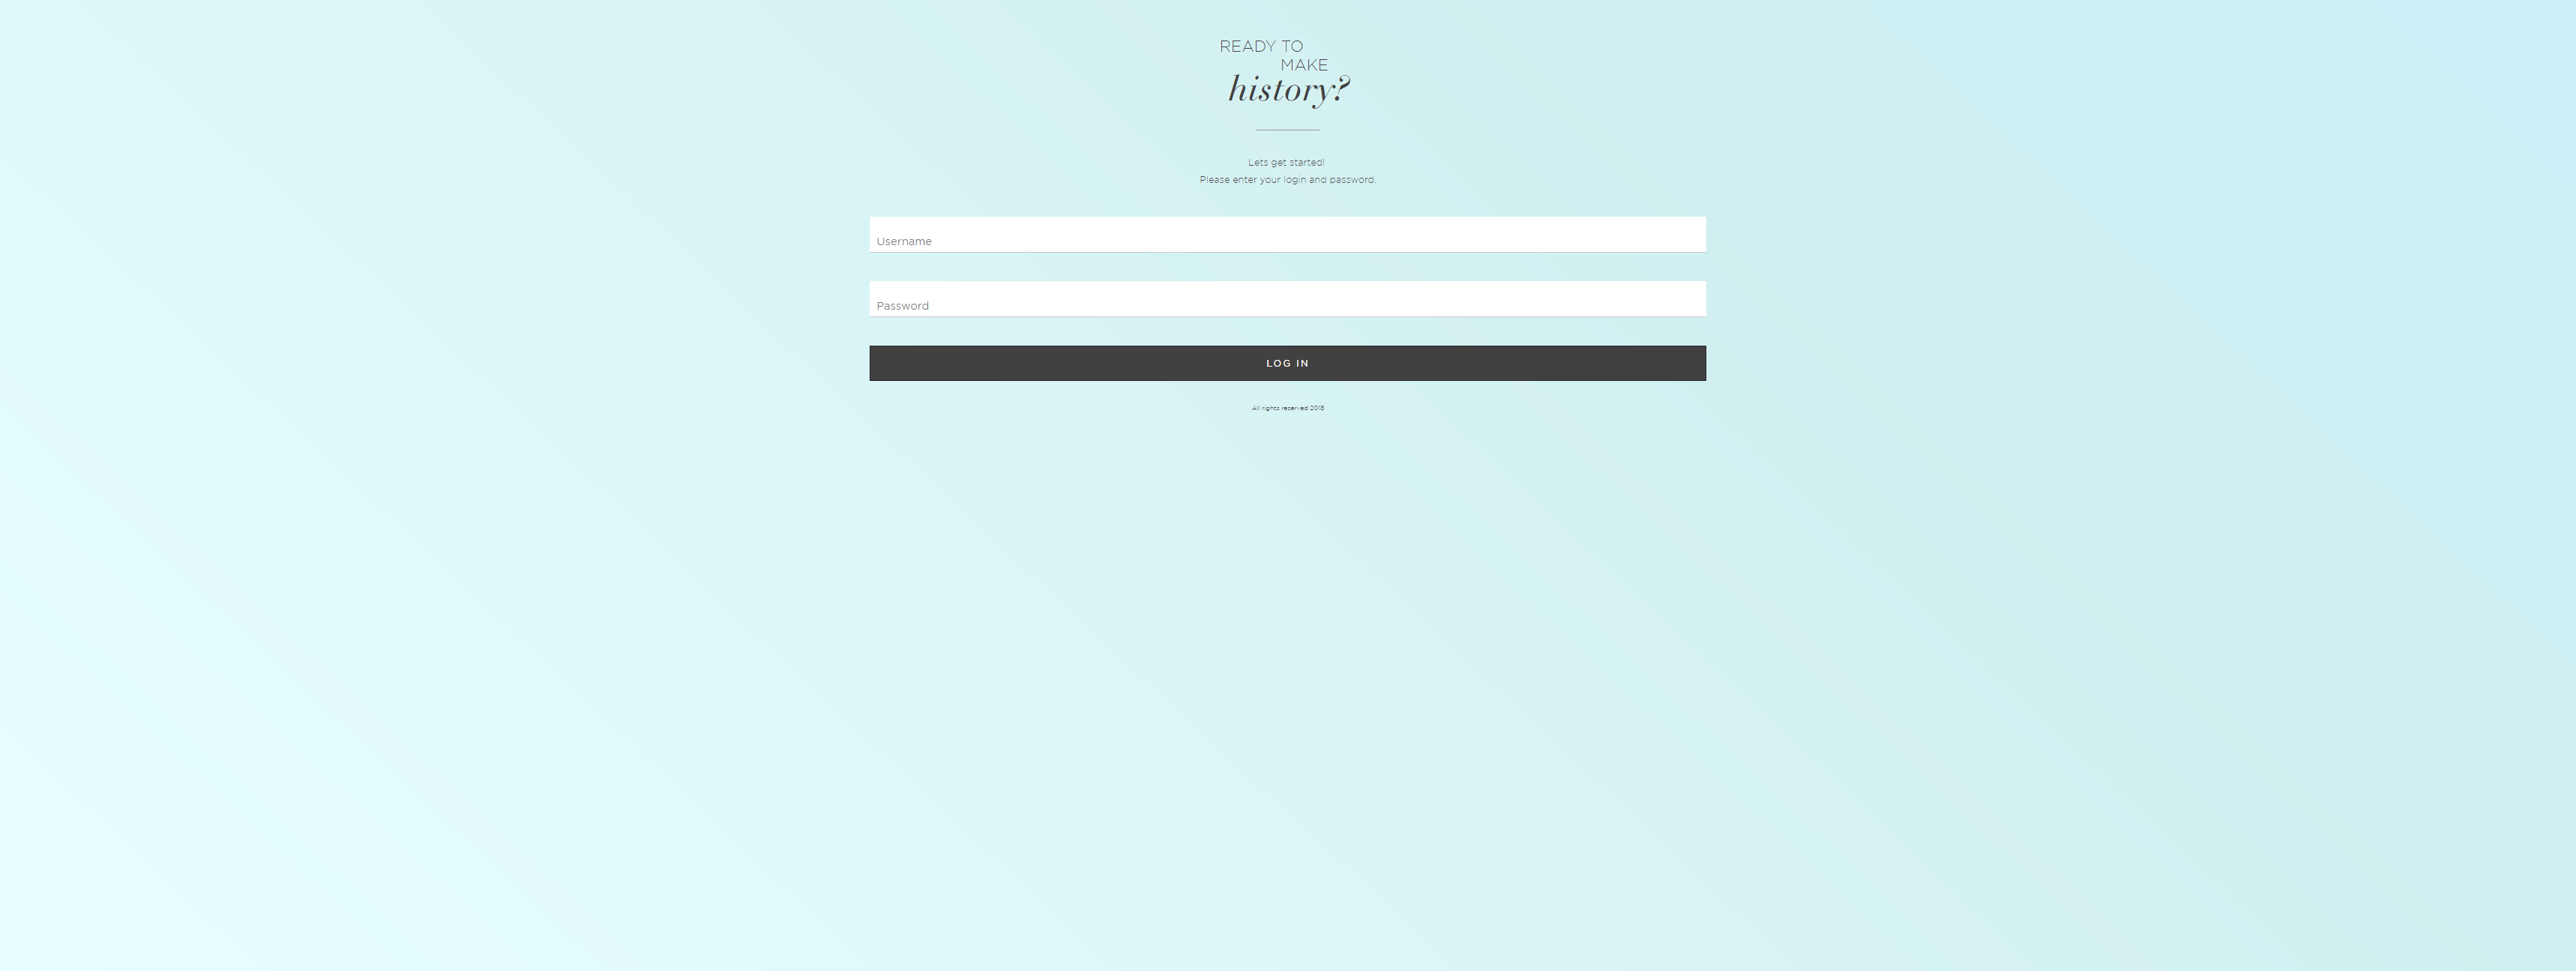 READY TO
MAKE
history?
Lets get started!
Please enter your login and password.
Username
Password
LOG IN
All rights reserved 2018